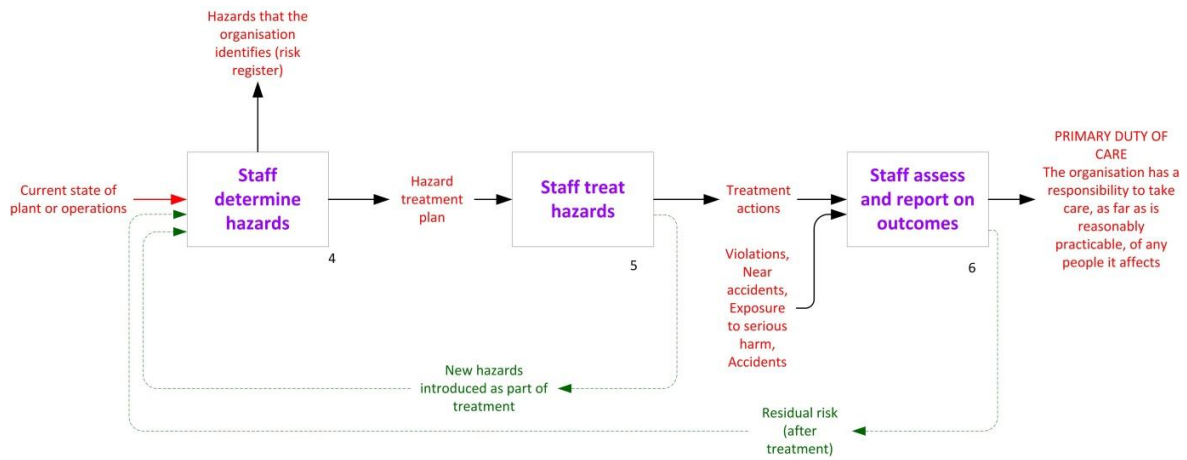 Hazards that the
organisation
identifies (risk
register)
Current state of
plant or operations
Staff
determine
hazards
4
Hazard
treatment
plan
Staff treat
hazards
5
Treatment
actions
Violations,
Near
accidents,
Exposure
to serious
harm,
Accidents
Staff assess
and report on
outcomes
6
PRIMARY DUTY OF
CARE
The organisation has a
responsibility to take
care, as far as is
reasonably
practicable, of any
people it affects
New hazards
introduced as part of
treatment
Residual risk
(after
treatment)